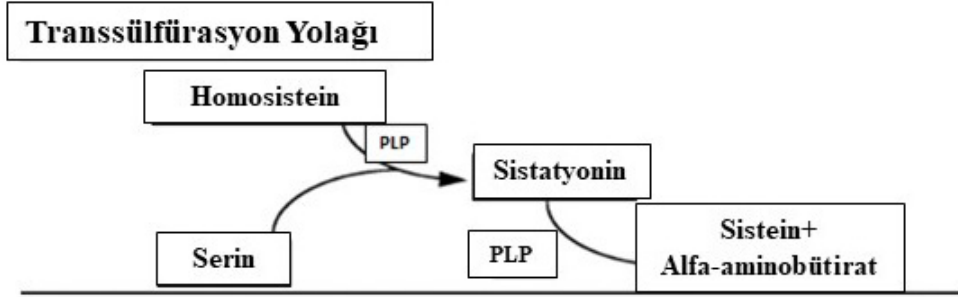 Transsülfürasyon Yolağı
Homosistein
PLP
Sistatyonin
Serin
PLP
Sistein+
Alfa-aminobütirat